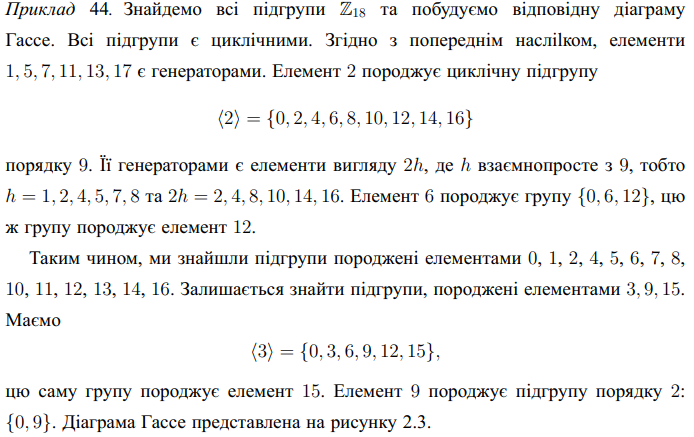 Приклад 44. Знайдемо всі підгрупи ℤ₁₈ та побудуємо відповідну діаграму
Гассе. Всі підгрупи є циклічними. Згідно з попереднім наслilком, елементи
1, 5, 7, 11, 13, 17 є генераторами. Елемент 2 породжує циклічну підгрупу
⟨2⟩ = {0, 2, 4, 6, 8, 10, 12, 14, 16}
порядку 9. Її генераторами є елементи вигляду 2h, де h взаємнопросте з 9, тобто
h = 1, 2, 4, 5, 7, 8 та 2h = 2, 4, 8, 10, 14, 16. Елемент 6 породжує групу {0, 6, 12}, цю
ж групу породжує елемент 12.
Таким чином, ми знайшли підгрупи породжені елементами 0, 1, 2, 4, 5, 6, 7, 8,
10, 11, 12, 13, 14, 16. Залишається знайти підгрупи, породжені елементами 3, 9, 15.
Маємо
⟨3⟩ = {0, 3, 6, 9, 12, 15},
цю саму групу породжує елемент 15. Елемент 9 породжує підгрупу порядку 2:
{0, 9}. Діаграма Гассе представлена на рисунку 2.3.